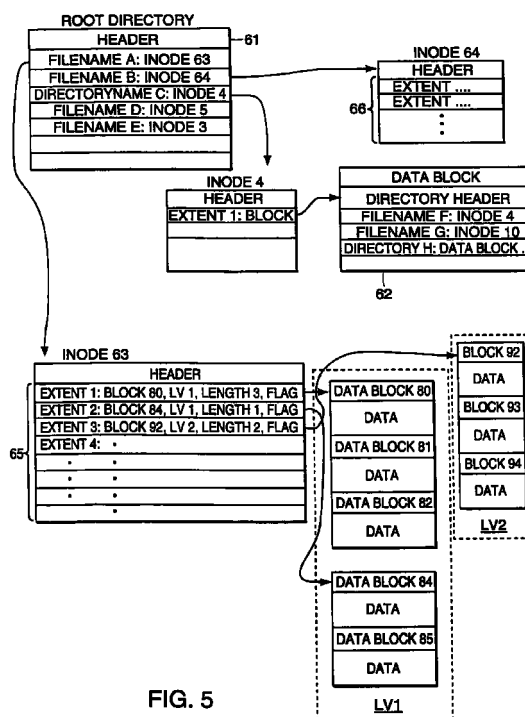 ROOT DIRECTORY
HEADER
61
FILENAME A: INODE 63
FILENAME B: INODE 64
DIRECTORYNAME C: INODE 4
FILENAME D: INODE 5
FILENAME E: INODE 3
INODE 64
HEADER
EXTENT ....
EXTENT ....
66
INODE 4
HEADER
EXTENT 1: BLOCK
DATA BLOCK
DIRECTORY HEADER
FILENAME F: INODE 4
FILENAME G: INODE 10
DIRECTORY H: DATA BLOCK .
62
INODE 63
HEADER
EXTENT 1: BLOCK 80, LV 1, LENGTH 3, FLAG
EXTENT 2: BLOCK 84, LV 1, LENGTH 1, FLAG
EXTENT 3: BLOCK 92, LV 2, LENGTH 2, FLAG
EXTENT 4:
65
DATA BLOCK 80
DATA
DATA BLOCK 81
DATA
DATA BLOCK 82
DATA
DATA BLOCK 84
DATA
DATA BLOCK 85
DATA
LV1
BLOCK 92
DATA
BLOCK 93
DATA
BLOCK 94
DATA
LV2
FIG. 5